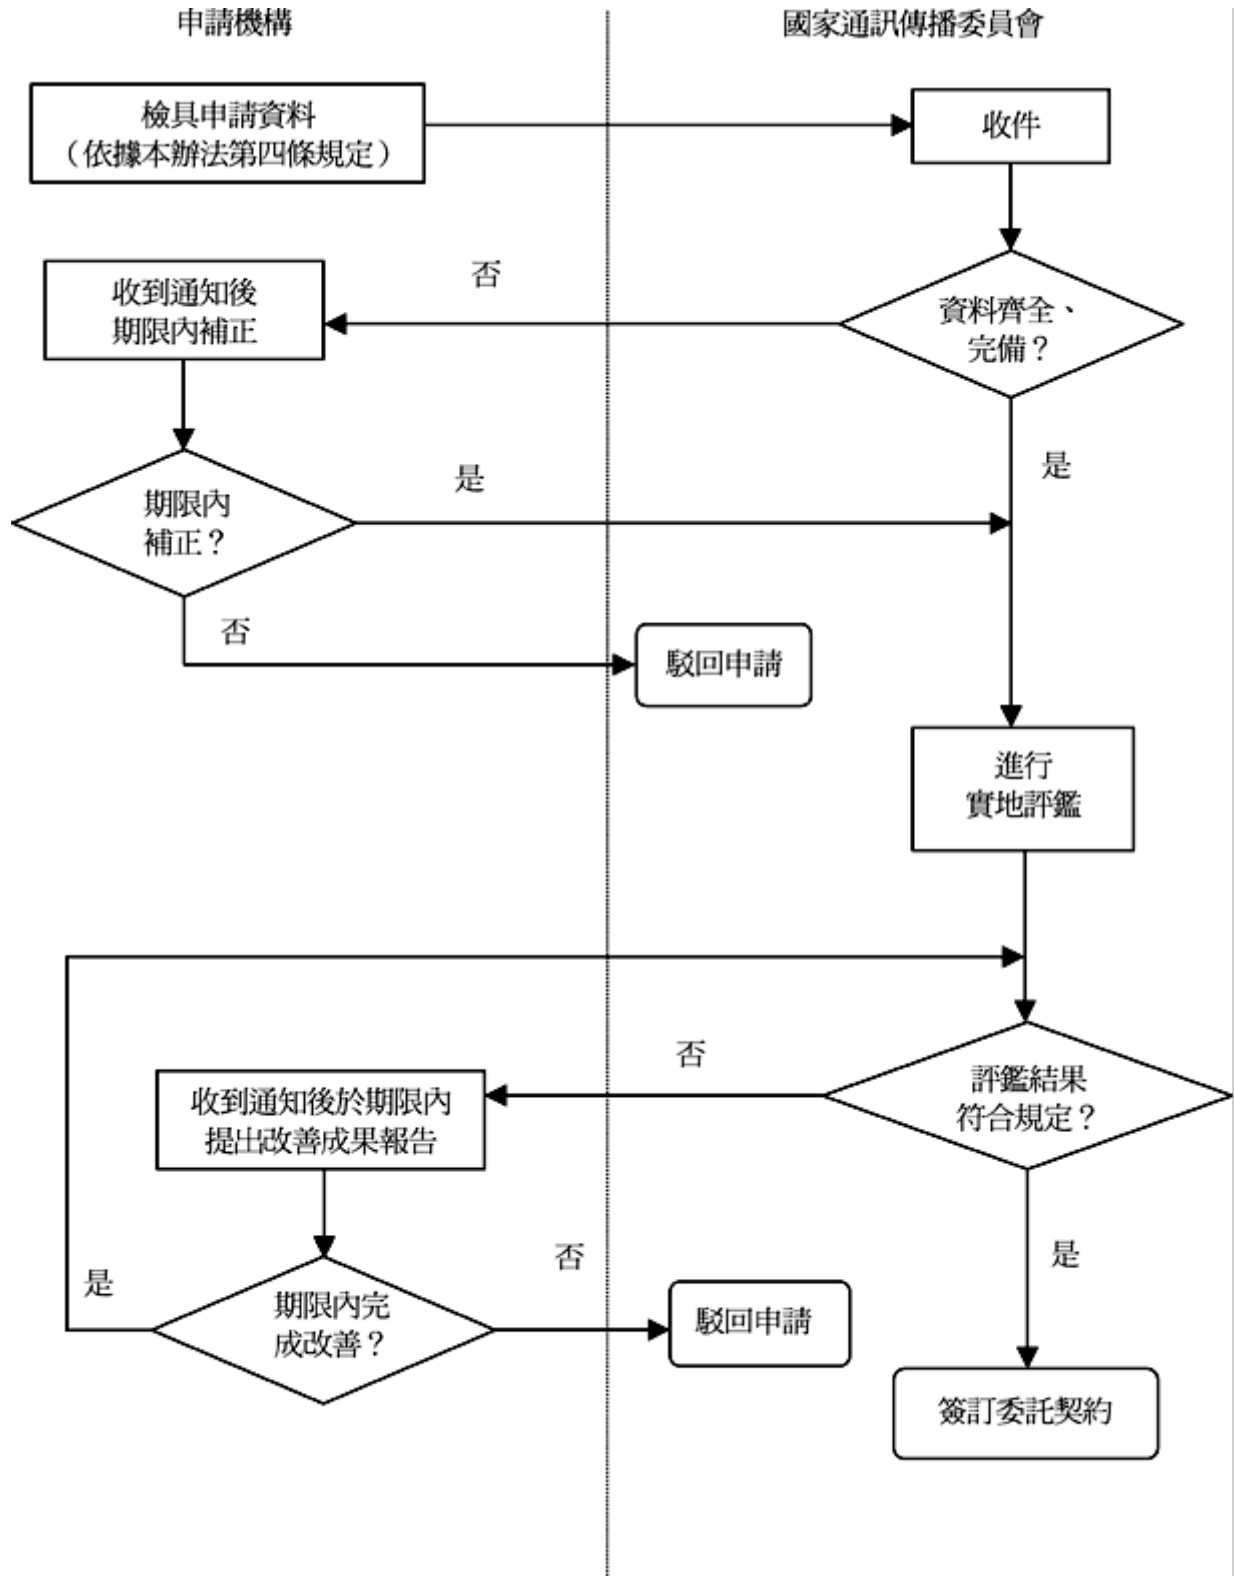 申請機構
國家通訊傳播委員會
檢具申請資料
（依據本辦法第四條規定）
收件
收到通知後
期限內補正
否
資料齊全、
完備？
是
期限內
補正？
是
否
駁回申請
進行
實地評鑑
評鑑結果
符合規定？
否
收到通知後於期限內
提出改善成果報告
是
期限內完
成改善？
否
駁回申請
是
簽訂委託契約